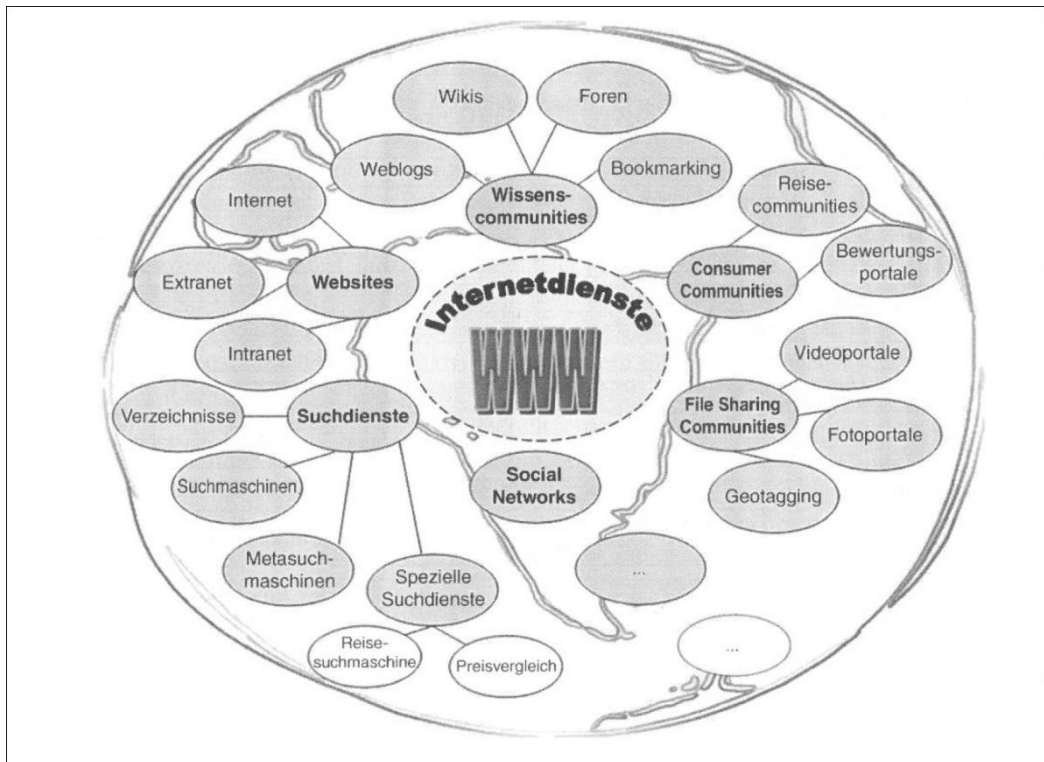 Wikis
Foren
Weblogs
Bookmarking
Wissens-
communities
Internet
Extranet
Websites
Intranet
Reise-
communities
Bewertungs-
portale
Consumer
Communities
Internetdienste
WWW
Videoportale
File Sharing
Communities
Fotoportale
Geotagging
Verzeichnisse
Suchdienste
Suchmaschinen
Metasuch-
maschinen
Spezielle
Suchdienste
Reise-
suchmaschine
Preisvergleich
Social
Networks
...
...